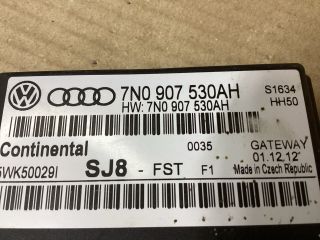 7N0 907 530AH S1634
HW: 7N0 907 530AH HH50
Continental 0035 GATEWAY
5WK50029I SJ8 - FST F1 01.12.12
Made in Czech Republic